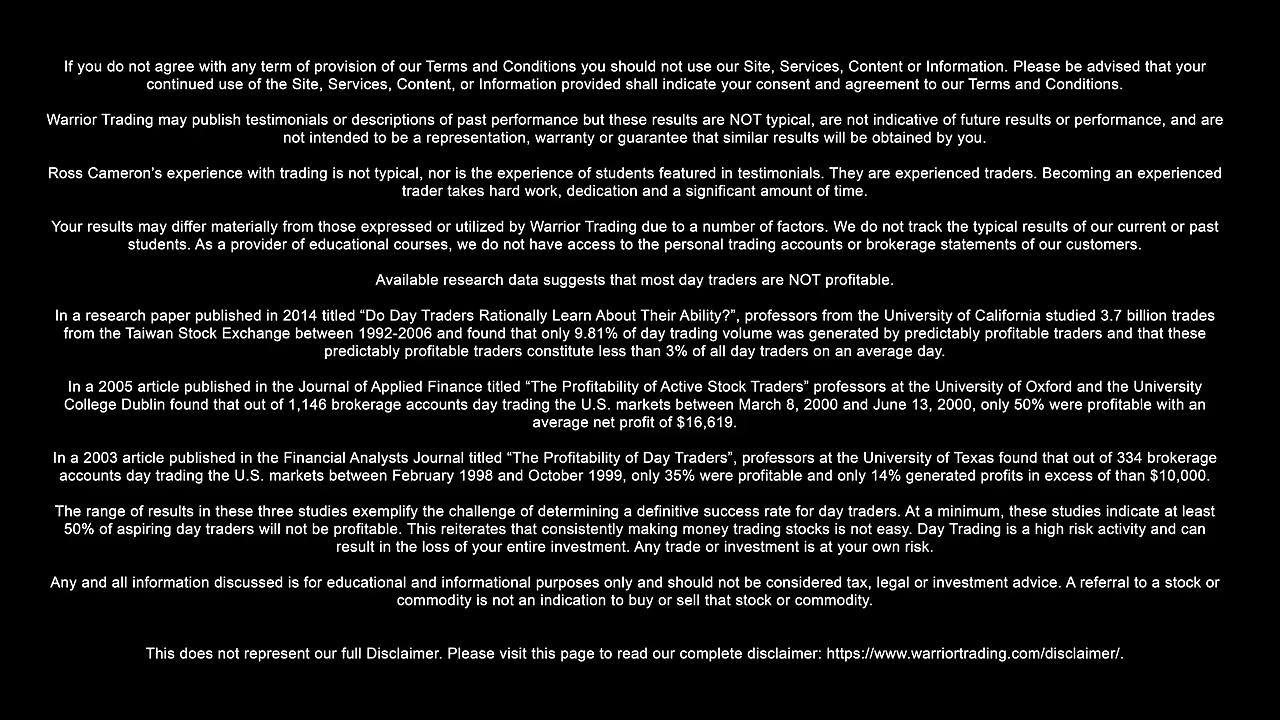 If you do not agree with any term of provision of our Terms and Conditions you should not use our Site, Services, Content or Information. Please be advised that your
continued use of the Site, Services, Content, or Information provided shall indicate your consent and agreement to our Terms and Conditions.
Warrior Trading may publish testimonials or descriptions of past performance but these results are NOT typical, are not indicative of future results or performance, and are
not intended to be a representation, warranty or guarantee that similar results will be obtained by you.
Ross Cameron's experience with trading is not typical, nor is the experience of students featured in testimonials. They are experienced traders. Becoming an experienced
trader takes hard work, dedication and a significant amount of time.
Your results may differ materially from those expressed or utilized by Warrior Trading due to a number of factors. We do not track the typical results of our current or past
students. As a provider of educational courses, we do not have access to the personal trading accounts or brokerage statements of our customers.
Available research data suggests that most day traders are NOT profitable.
In a research paper published in 2014 titled “Do Day Traders Rationally Learn About Their Ability?”, professors from the University of California studied 3.7 billion trades
from the Taiwan Stock Exchange between 1992-2006 and found that only 9.81% of day trading volume was generated by predictably profitable traders and that these
predictably profitable traders constitute less than 3% of all day traders on an average day.
In a 2005 article published in the Journal of Applied Finance titled “The Profitability of Active Stock Traders” professors at the University of Oxford and the University
College Dublin found that out of 1,146 brokerage accounts day trading the U.S. markets between March 8, 2000 and June 13, 2000, only 50% were profitable with an
average net profit of $16,619.
In a 2003 article published in the Financial Analysts Journal titled “The Profitability of Day Traders”, professors at the University of Texas found that out of 334 brokerage
accounts day trading the U.S. markets between February 1998 and October 1999, only 35% were profitable and only 14% generated profits in excess of than $10,000.
The range of results in these three studies exemplify the challenge of determining a definitive success rate for day traders. At a minimum, these studies indicate at least
50% of aspiring day traders will not be profitable. This reiterates that consistently making money trading stocks is not easy. Day Trading is a high risk activity and can
result in the loss of your entire investment. Any trade or investment is at your own risk.
Any and all information discussed is for educational and informational purposes only and should not be considered tax, legal or investment advice. A referral to a stock or
commodity is not an indication to buy or sell that stock or commodity.
This does not represent our full Disclaimer. Please visit this page to read our complete disclaimer: https://www.warriortrading.com/disclaimer/.